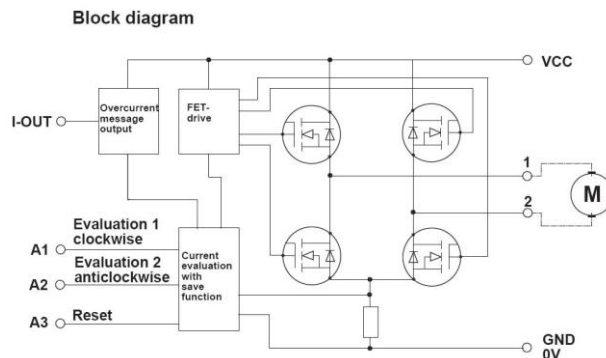 Block diagram
VCC
Overcurrent
message
output
FET-
drive
I-OUT
1
M
2
Evaluation 1
clockwise
A1
Evaluation 2
anticlockwise
A2
Current
evaluation
with
save
function
Reset
A3
GND
0V